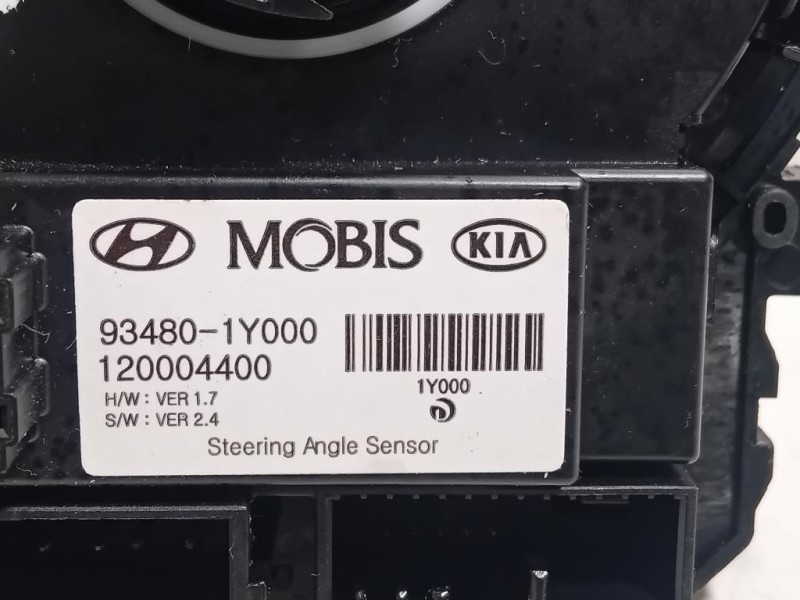 MOBIS KIA
93480-1Y000
120004400
H/W : VER 1.7
S/W : VER 2.4
1Y000
Steering Angle Sensor